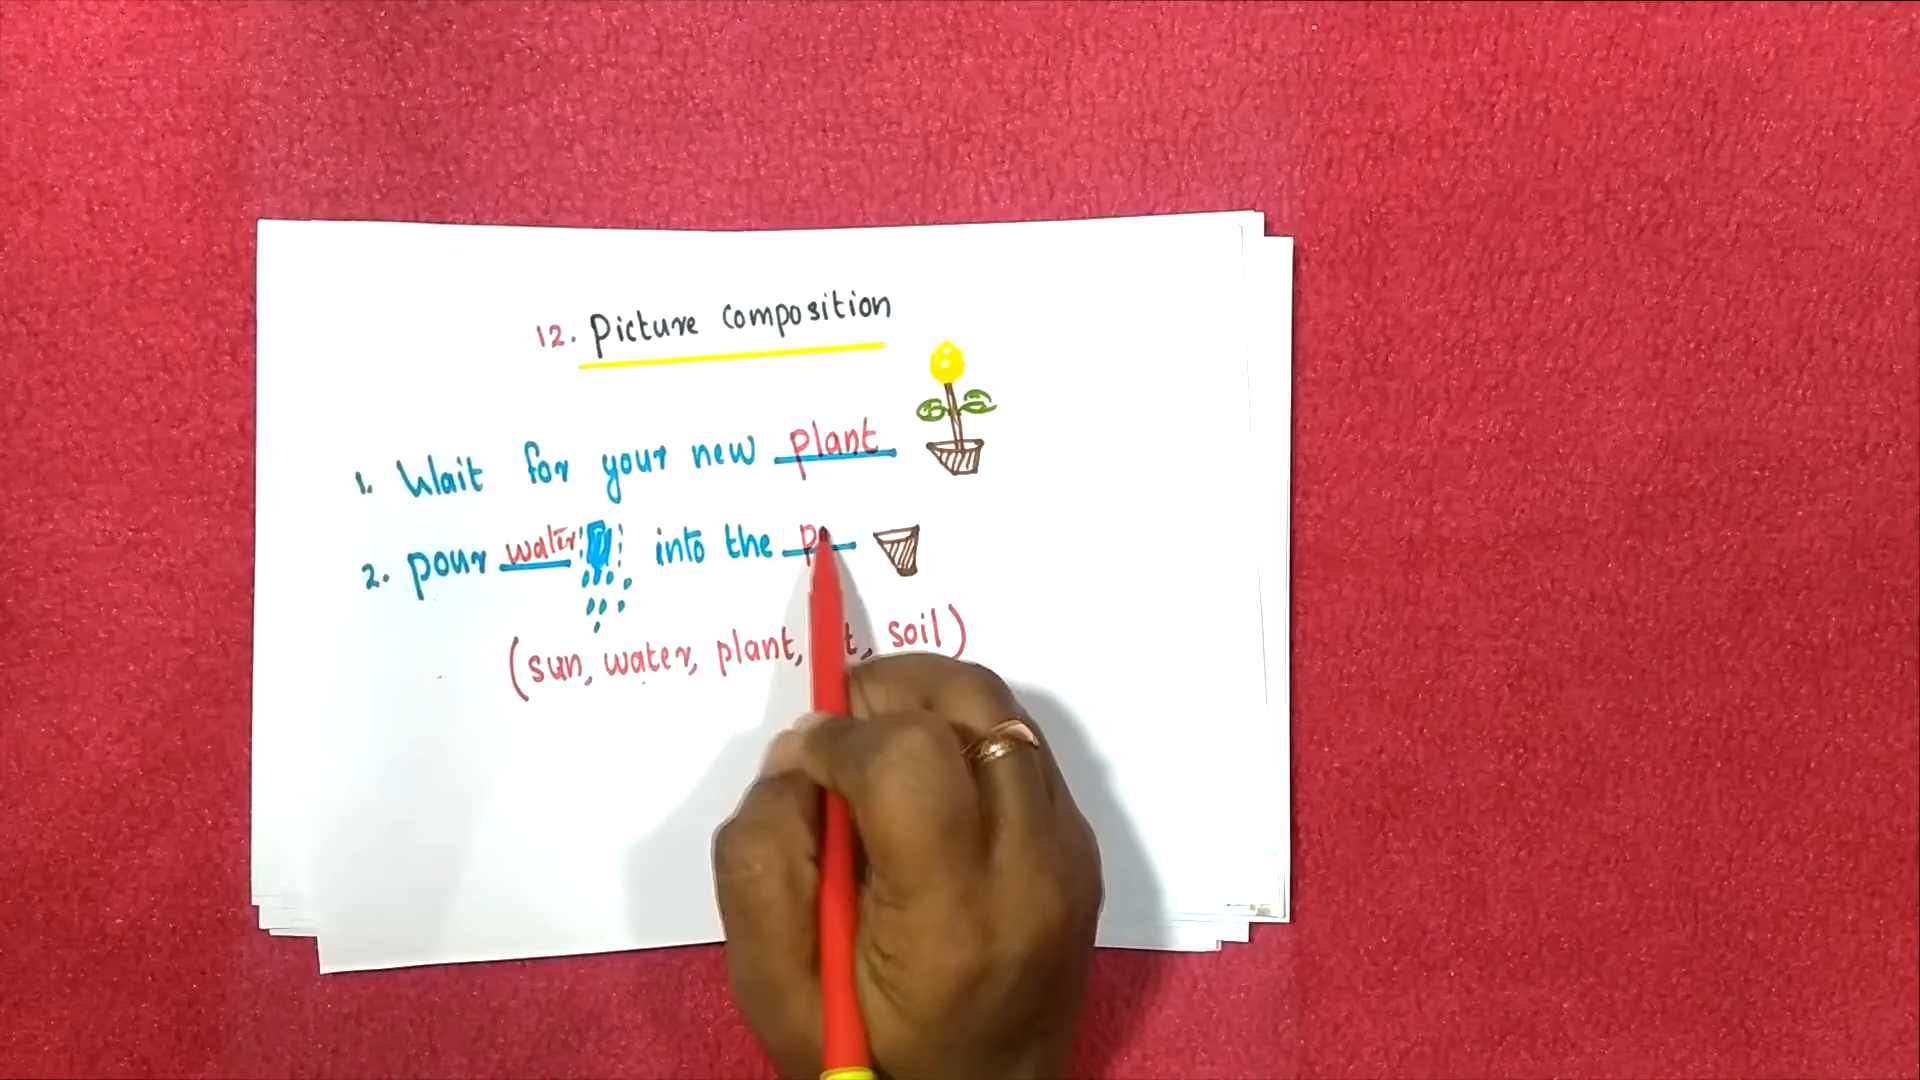 12. Picture composition
1. Wait for your new plant
2. pour water into the p
(sun, water, plant, t, soil)